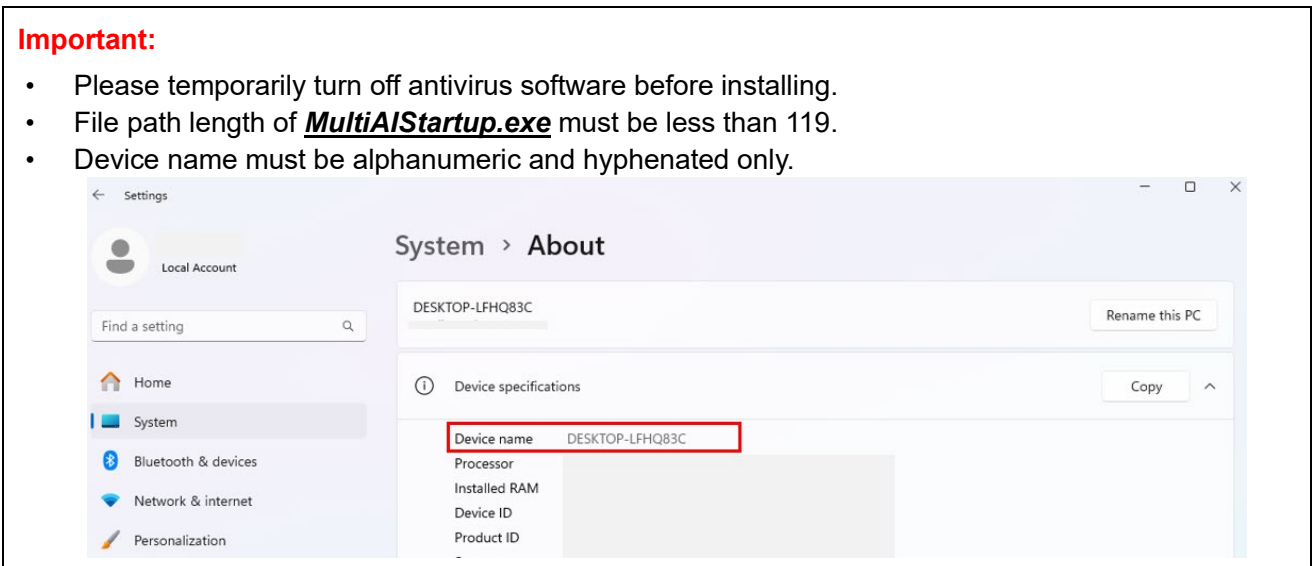 Important:
• Please temporarily turn off antivirus software before installing.
• File path length of MultiAIStartup.exe must be less than 119.
• Device name must be alphanumeric and hyphenated only.
Settings
Local Account
System > About
Find a setting
DESKTOP-LFHQ83C
Rename this PC
Home
Device specifications
Copy
System
Device name DESKTOP-LFHQ83C
Bluetooth & devices
Processor
Installed RAM
Network & internet
Device ID
Personalization
Product ID